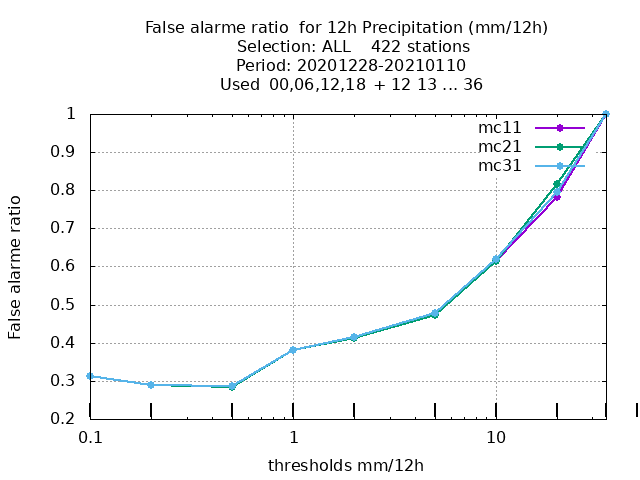 False alarme ratio  for 12h Precipitation (mm/12h)
Selection: ALL    422 stations
Period: 20201228-20210110
Used  00,06,12,18  + 12 13 ... 36
mc11
mc21
mc31
1
0.9
0.8
0.7
0.6
0.5
0.4
0.3
0.2
False alarme ratio
0.1
1
10
thresholds mm/12h